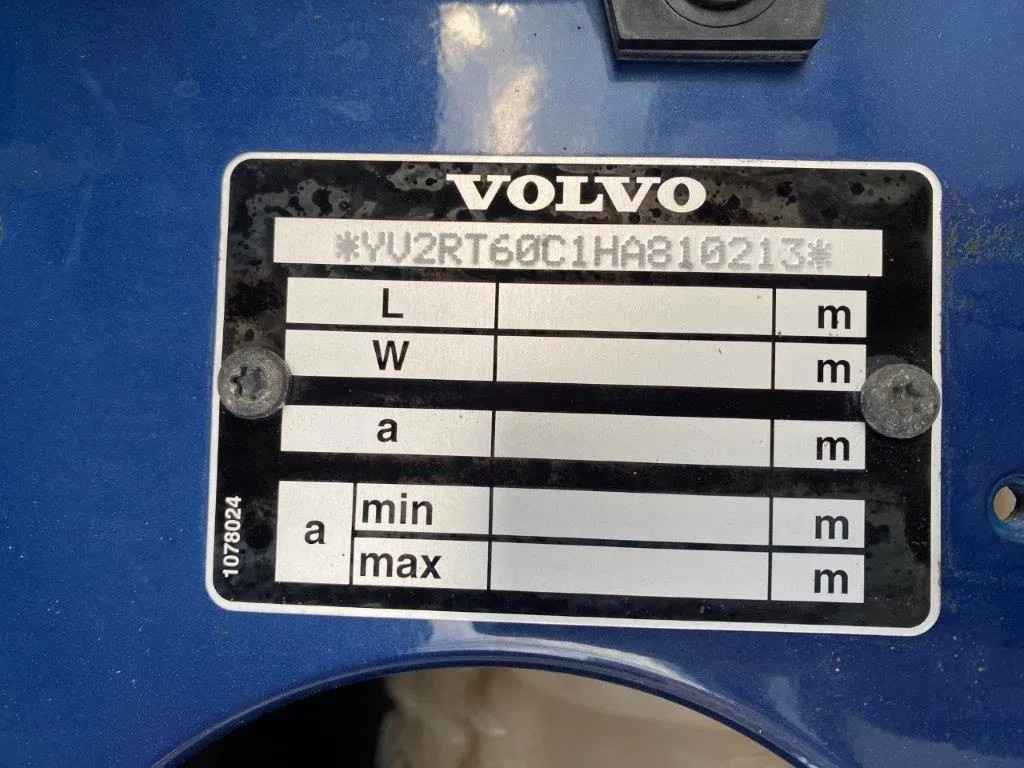 VOLVO
*YV2RT60C1HA810213*
L m
W m
a m
a min m
max m
1078024